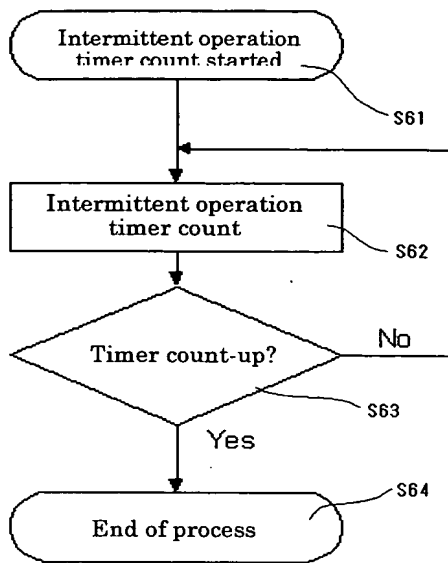 Intermittent operation
timer count started
S61
Intermittent operation
timer count
S62
Timer count-up?
No
S63
Yes
S64
End of process